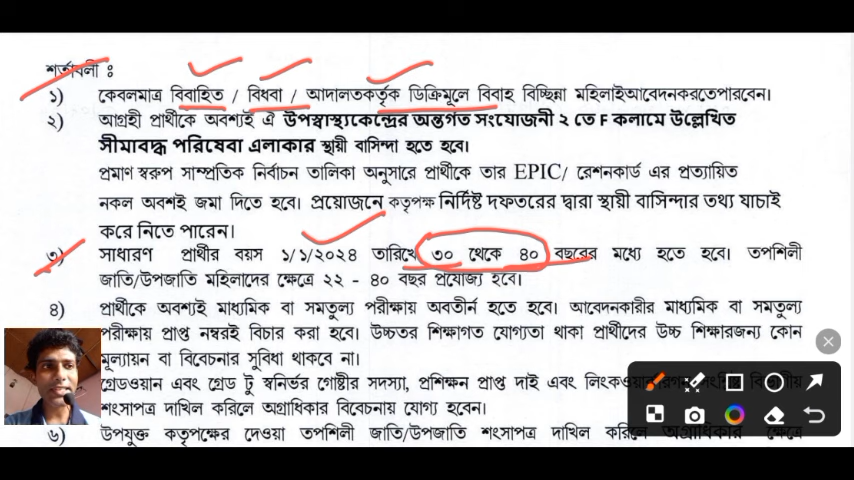 শর্তাবলী :
১) কেবলমাত্র বিবাহিত / বিধবা / আদালতকর্তৃক ডিক্রিমূলে বিবাহ বিচ্ছিন্না মহিলাইআবেদনকরতেপারবেন।
২) আগ্রহী প্রার্থীকে অবশ্যই ঐ উপস্বাস্থ্যকেন্দ্রের অন্তর্গত সংযোজনী ২ তে F কলামে উল্লেখিত
সীমাবদ্ধ পরিষেবা এলাকার স্থায়ী বাসিন্দা হতে হবে।
প্রমাণ স্বরুপ সাম্প্রতিক নির্বাচন তালিকা অনুসারে প্রার্থীকে তার EPIC/ রেশনকার্ড এর প্রত্যায়িত
নকল অবশই জমা দিতে হবে। প্রয়োজনে কতৃপক্ষ নির্দিষ্ট দফতরের দ্বারা স্থায়ী বাসিন্দার তথ্য যাচাই
করে নিতে পারেন।
৩) সাধারণ প্রার্থীর বয়স ১/১/২০২৪ তারিখে ৩০ থেকে ৪০ বছরের মধ্যে হতে হবে। তপশিলী
জাতি/উপজাতি মহিলাদের ক্ষেত্রে ২২ - ৪০ বছর প্রযোজ্য হবে।
৪) প্রার্থীকে অবশ্যই মাধ্যমিক বা সমতুল্য পরীক্ষায় অবতীর্ন হতে হবে। আবেদনকারীর মাধ্যমিক বা সমতুল্য
পরীক্ষায় প্রাপ্ত নম্বরই বিচার করা হবে। উচ্চতর শিক্ষাগত যোগ্যতা থাকা প্রার্থীদের উচ্চ শিক্ষারজন্য কোন
মূল্যায়ন বা বিবেচনার সুবিধা থাকবে না।
গ্রেডওয়ান এবং গ্রেড টু স্বনির্ভর গোষ্টীর সদস্যা, প্রশিক্ষন প্রাপ্ত দাই এবং
শংসাপত্র দাখিল করিলে অগ্রাধিকার বিবেচনায় যোগ্য হবেন।
৬) উপযুক্ত কতৃপক্ষের দেওয়া তপশিলী জাতি/উপজাতি শংসাপত্র দাখিল করিলে অগ্রাধিকার ক্ষেত্রে